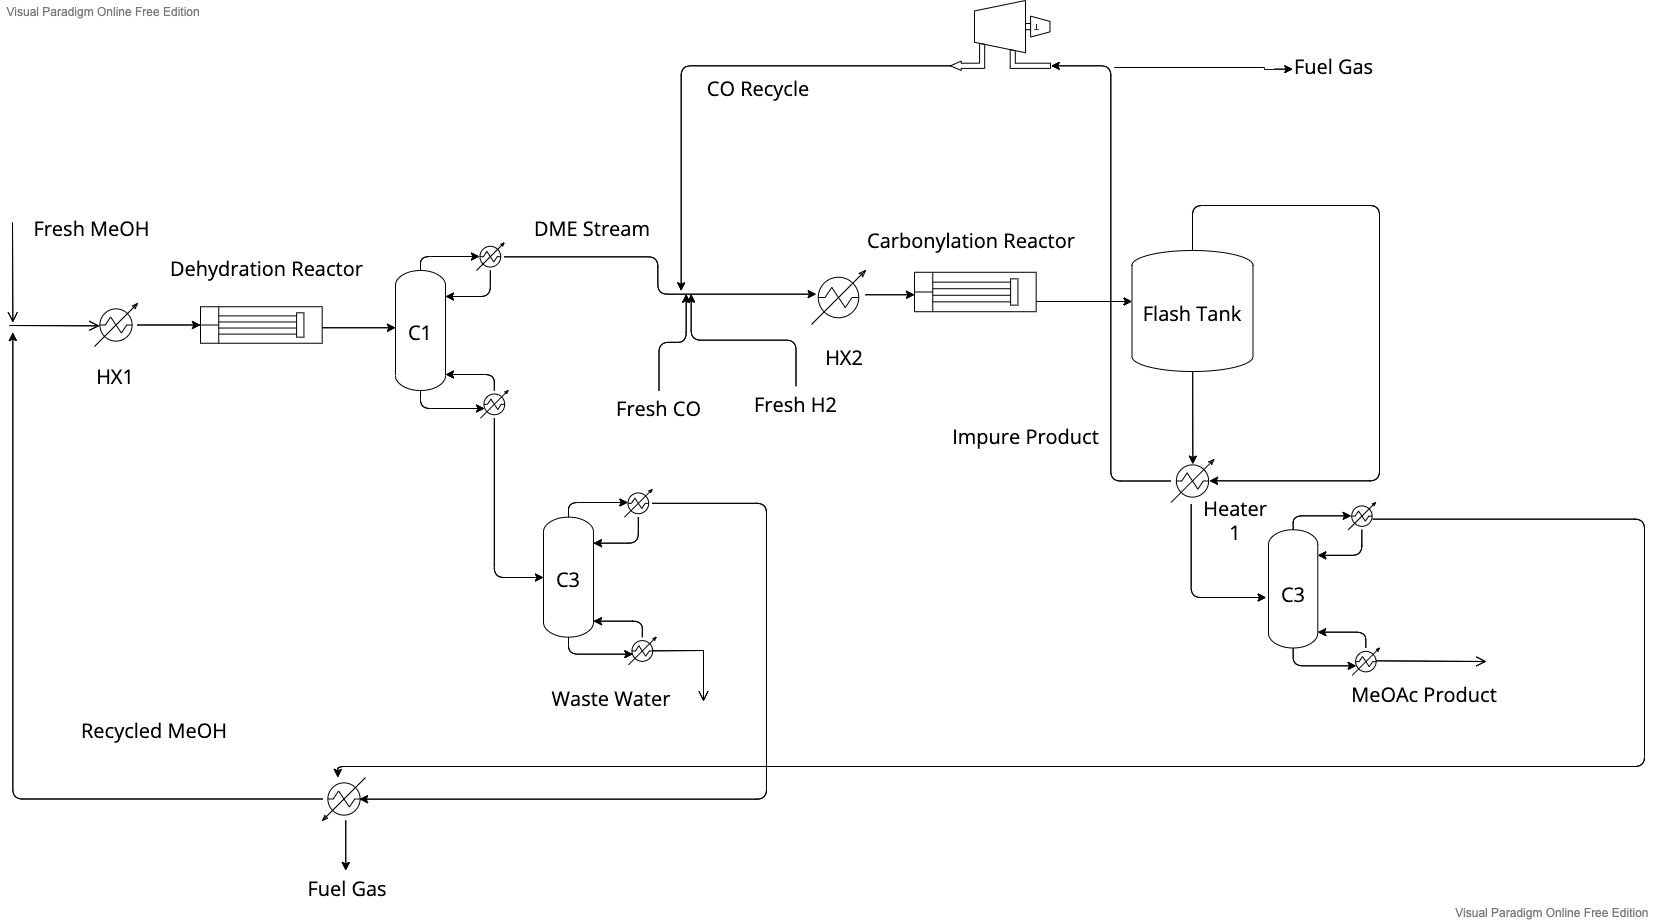 Visual Paradigm Online Free Edition
Fuel Gas
CO Recycle
Fresh MeOH
DME Stream
Carbonylation Reactor
Dehydration Reactor
Flash Tank
C1
HX2
HX1
Fresh CO
Fresh H2
Impure Product
Heater
1
C3
C3
Waste Water
MeOAc Product
Recycled MeOH
Fuel Gas
Visual Paradigm Online Free Edition